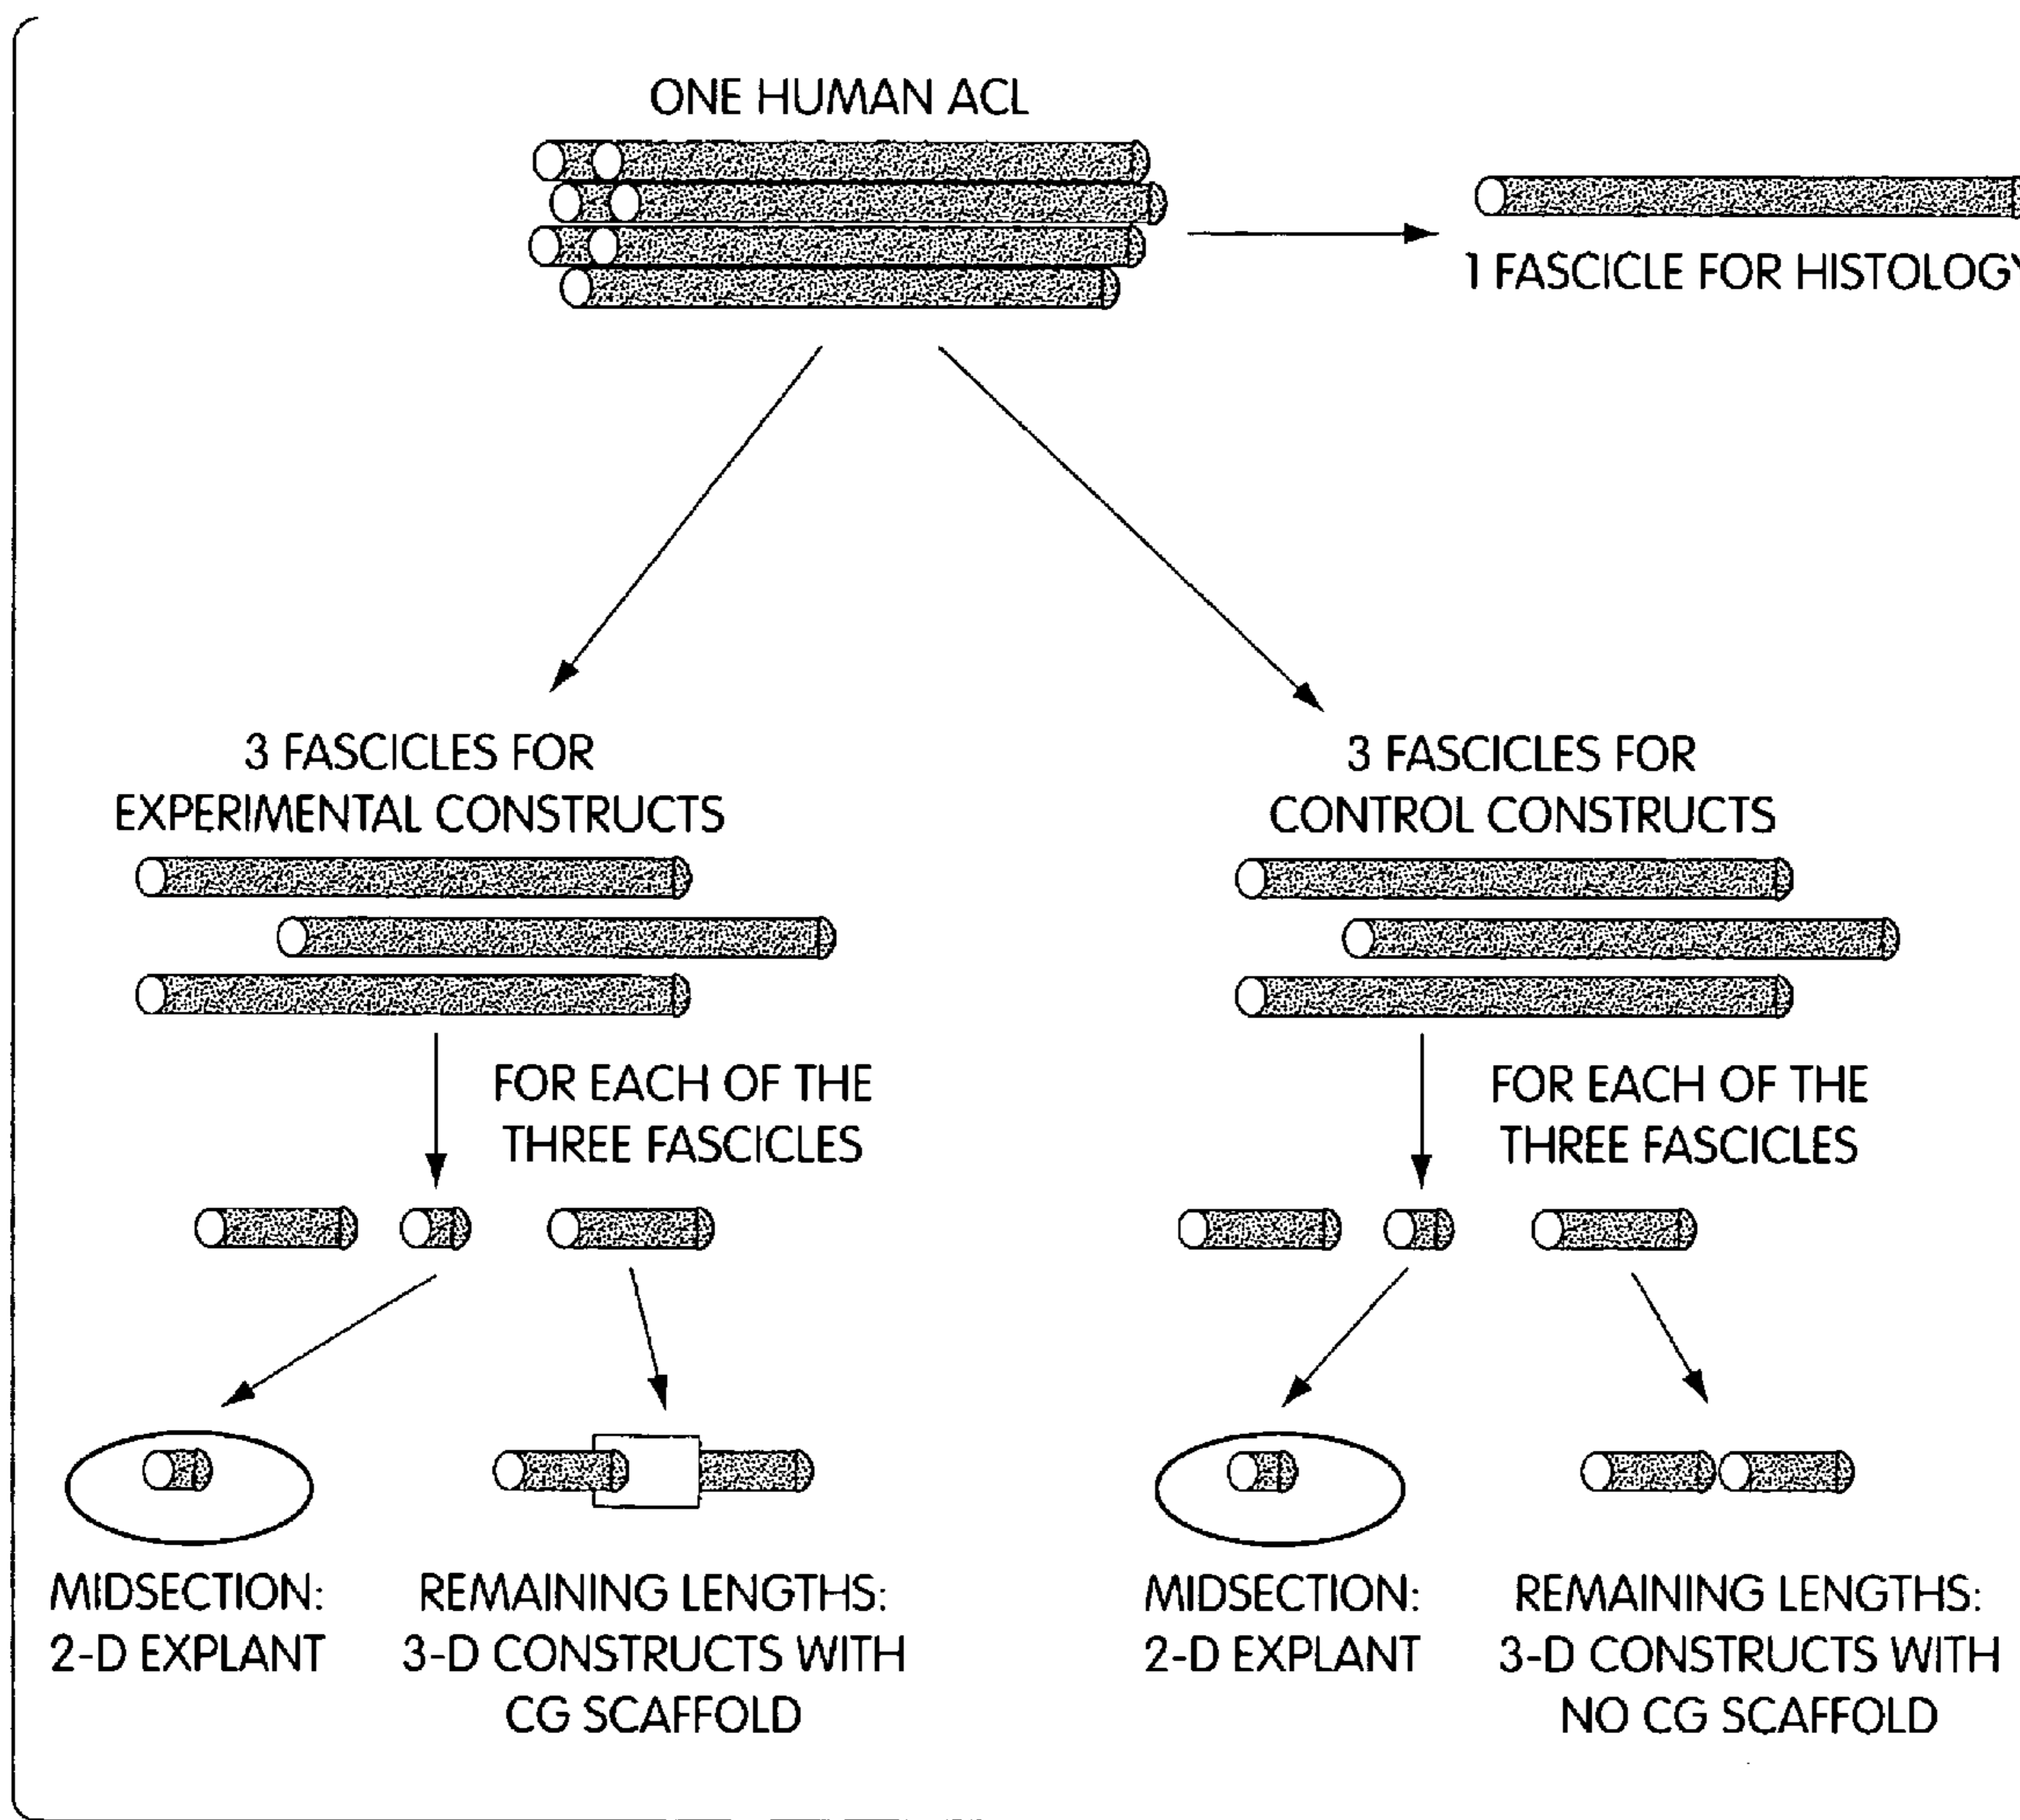 ONE HUMAN ACL
1 FASCICLE FOR HISTOLOGY
3 FASCICLES FOR
EXPERIMENTAL CONSTRUCTS
3 FASCICLES FOR
CONTROL CONSTRUCTS
FOR EACH OF THE
THREE FASCICLES
FOR EACH OF THE
THREE FASCICLES
MIDSECTION:
2-D EXPLANT
REMAINING LENGTHS:
3-D CONSTRUCTS WITH
CG SCAFFOLD
MIDSECTION:
2-D EXPLANT
REMAINING LENGTHS:
3-D CONSTRUCTS WITH
NO CG SCAFFOLD